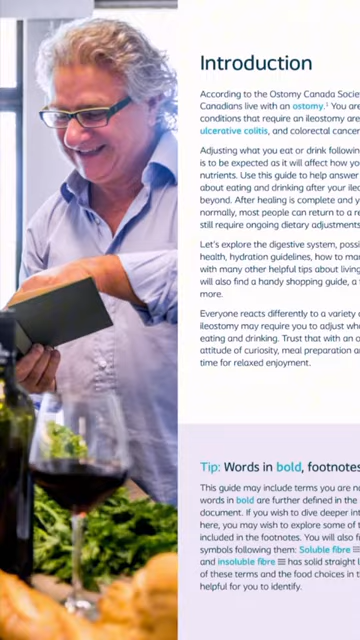 Introduction
According to the Ostomy Canada Socie
Canadians live with an ostomy.¹ You are
conditions that require an ileostomy are
ulcerative colitis, and colorectal cancer
Adjusting what you eat or drink followin
is to be expected as it will affect how yo
nutrients. Use this guide to help answer
about eating and drinking after your ile
beyond. After healing is complete and y
normally, most people can return to a re
still require ongoing dietary adjustments
Let's explore the digestive system, possi
health, hydration guidelines, how to ma
with many other helpful tips about living
will also find a handy shopping guide, a
more.
Everyone reacts differently to a variety o
ileostomy may require you to adjust wh
eating and drinking. Trust that with an o
attitude of curiosity, meal preparation a
time for relaxed enjoyment.
Tip: Words in bold, footnotes
This guide may include terms you are no
words in bold are further defined in the
document. If you wish to dive deeper int
here, you may wish to explore some of t
included in the footnotes. You will also fi
symbols following them: Soluble fibre
and insoluble fibre has solid straight l
of these terms and the food choices in t
helpful for you to identify.